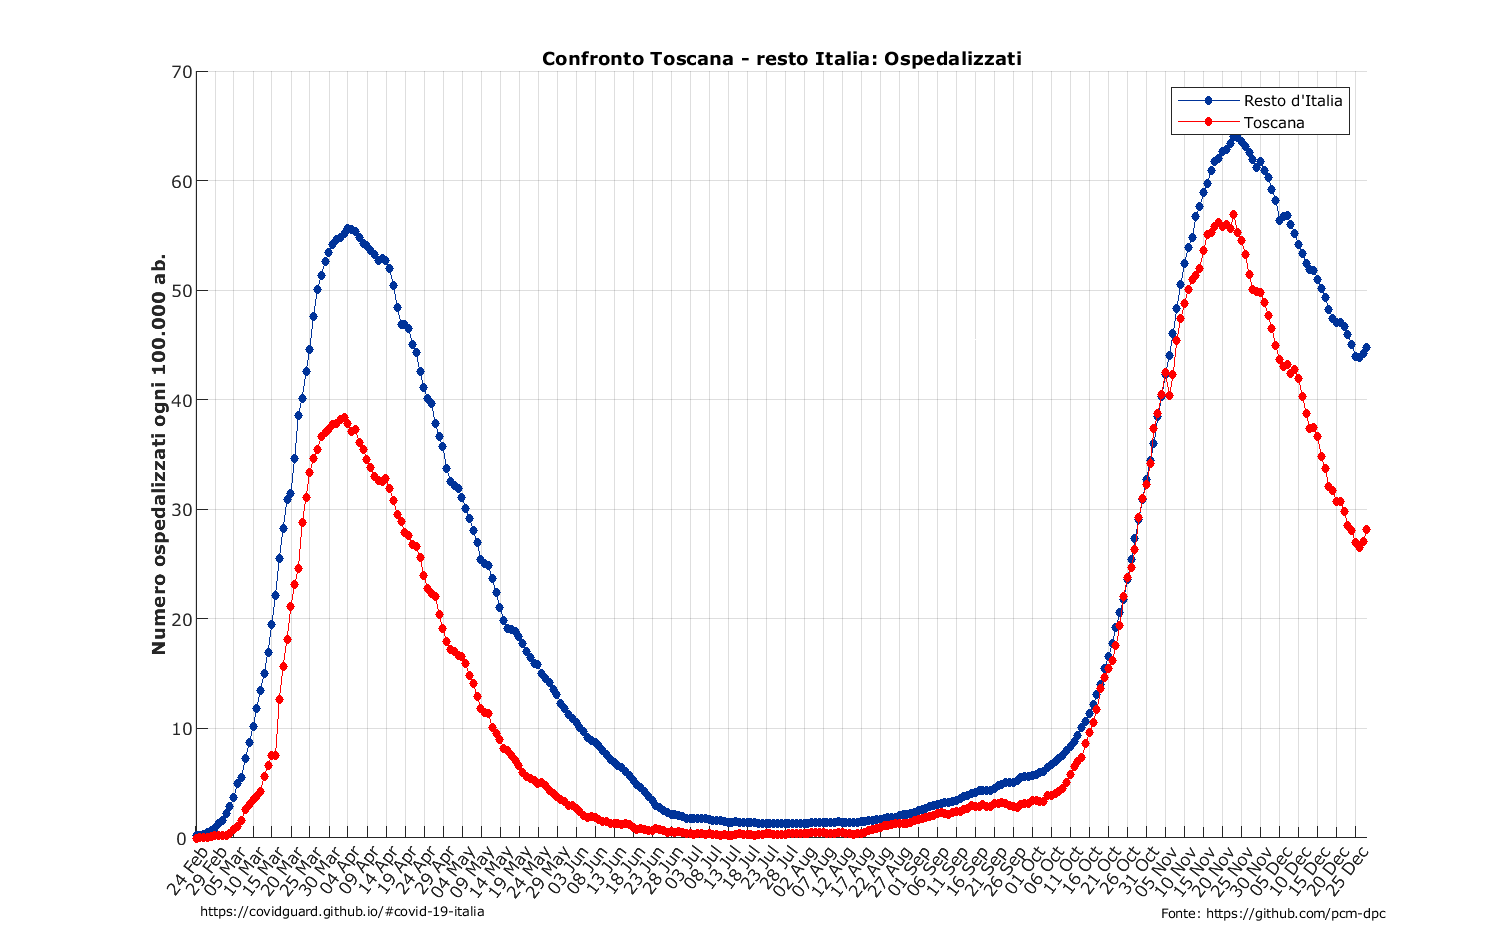 Confronto Toscana - resto Italia: Ospedalizzati
Resto d'Italia
Toscana
Numero ospedalizzati ogni 100.000 ab.
70
60
50
40
30
20
10
0
24 Feb
29 Feb
05 Mar
10 Mar
15 Mar
20 Mar
25 Mar
30 Mar
04 Apr
09 Apr
14 Apr
19 Apr
24 Apr
29 Apr
04 May
09 May
14 May
19 May
24 May
29 May
03 Jun
08 Jun
13 Jun
18 Jun
23 Jun
28 Jun
03 Jul
08 Jul
13 Jul
18 Jul
23 Jul
28 Jul
02 Aug
07 Aug
12 Aug
17 Aug
22 Aug
27 Aug
01 Sep
06 Sep
11 Sep
16 Sep
21 Sep
26 Sep
01 Oct
06 Oct
11 Oct
16 Oct
21 Oct
26 Oct
31 Oct
05 Nov
10 Nov
15 Nov
20 Nov
25 Nov
30 Nov
05 Dec
10 Dec
15 Dec
20 Dec
25 Dec
https://covidguard.github.io/#covid-19-italia
Fonte: https://github.com/pcm-dpc